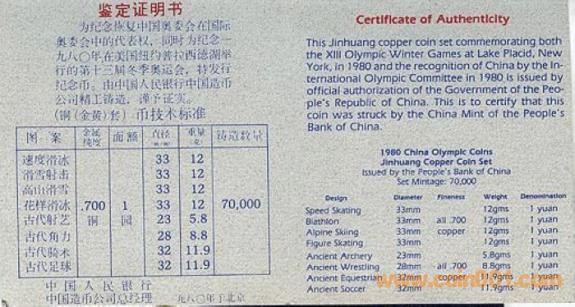 鉴定证明书
为纪念恢复中国奥委会在国际
奥委会中的代表权，同时为纪念一
九八〇年在美国纽约普拉西德湖举
行的第十三届冬季奥运会，特发行
纪念币。由中国人民银行中国造币
公司精工铸造，谨予证实。
(铜(金黄)套) 币技术标准
图 案 金属纯度 面额 直径 重量 铸造数量
速度滑冰 33 12
滑雪射击 33 12
高山滑雪 33 12
花样滑冰 .700 1 33 12 70,000
古代射艺 铜 圆 23 5.8
古代角力 28 8.8
古代骑术 32 11.9
古代足球 32 11.9
中国人民银行
中国造币公司总经理 一九八〇年于北京
Certificate of Authenticity
This Jinhuang copper coin set commemorating both
the XIII Olympic Winter Games at Lake Placid, New
York, in 1980 and the recognition of China by the In-
ternational Olympic Committee in 1980 is issued by
official authorization of the Government of the Peo-
ple's Republic of China. This is to certify that this
coin was struck by the China Mint of the People's
Bank of China.
1980 China Olympic Coins
Jinhuang Copper Coin Set
Issued by the People's Bank of China
Set Mintage: 70,000
Design Diameter Fineness Weight Denomination
Speed Skating 33mm 12gms 1 yuan
Biathlon 33mm all .700 12gms 1 yuan
Alpine Skiing 33mm copper 12gms 1 yuan
Figure Skating 33mm 12gms 1 yuan
Ancient Archery 23mm 5.8gms 1 yuan
Ancient Wrestling 28mm all .700 8.8gms 1 yuan
Ancient Equestrian 32mm copper 11.9gms 1 yuan
Ancient Soccer 32mm 11.9gms 1 yuan